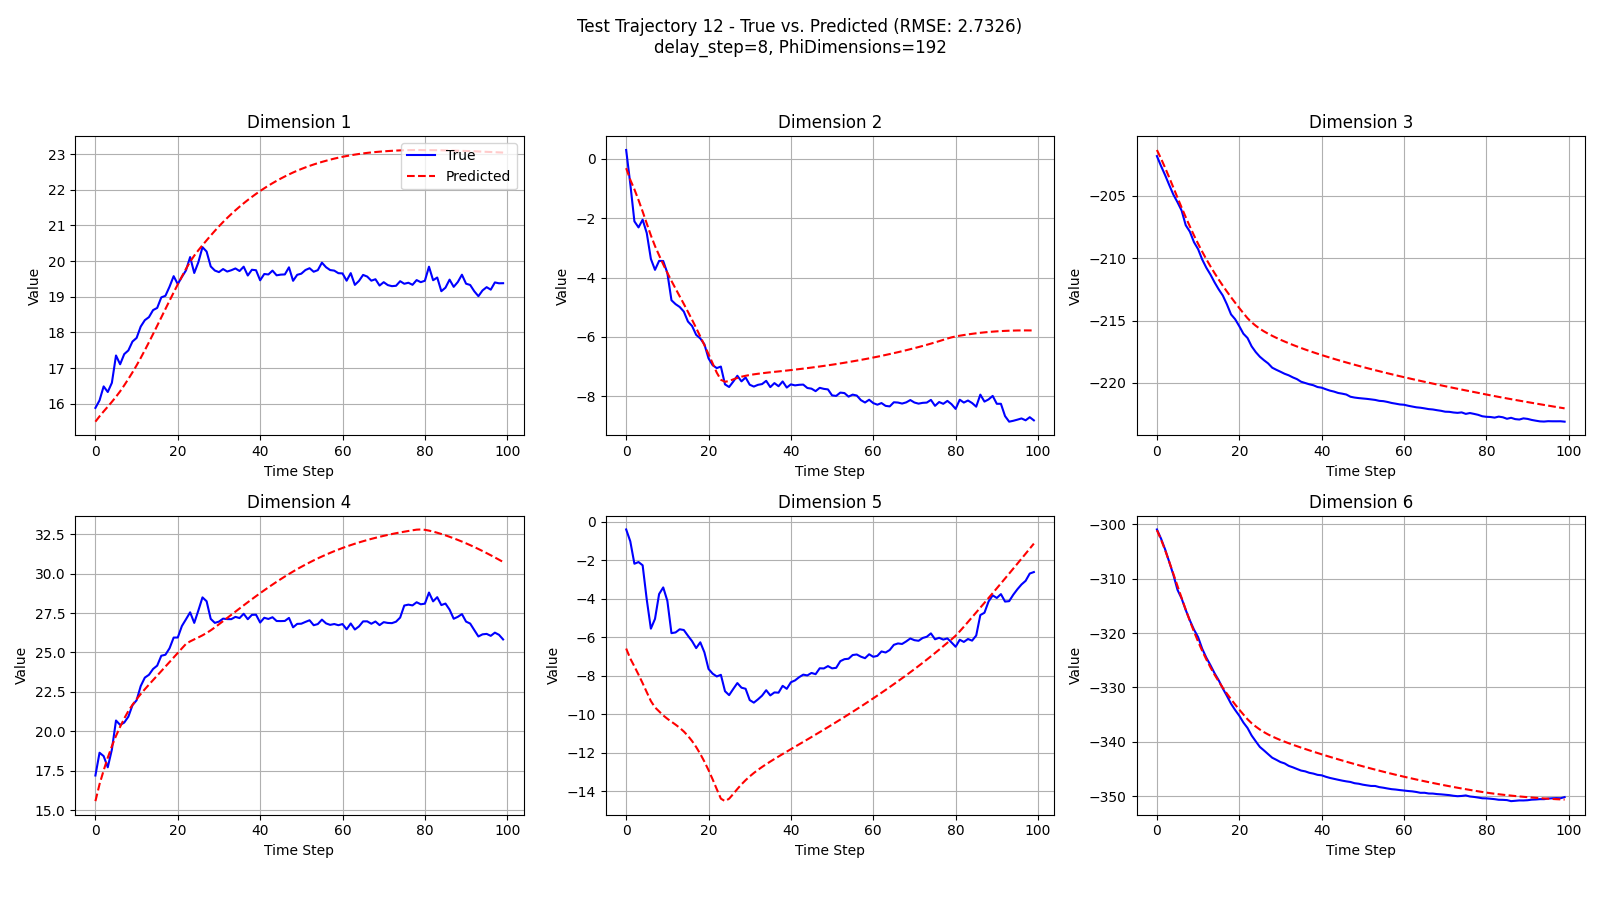 Test Trajectory 12 - True vs. Predicted (RMSE: 2.7326)
delay_step=8, PhiDimensions=192
Dimension 1
Value
23
22
21
20
19
18
17
16
0 20 40 60 80 100
Time Step
True
Predicted
Dimension 2
Value
0
−2
−4
−6
−8
0 20 40 60 80 100
Time Step
Dimension 3
Value
−205
−210
−215
−220
0 20 40 60 80 100
Time Step
Dimension 4
Value
32.5
30.0
27.5
25.0
22.5
20.0
17.5
15.0
0 20 40 60 80 100
Time Step
Dimension 5
Value
0
−2
−4
−6
−8
−10
−12
−14
0 20 40 60 80 100
Time Step
Dimension 6
Value
−300
−310
−320
−330
−340
−350
0 20 40 60 80 100
Time Step